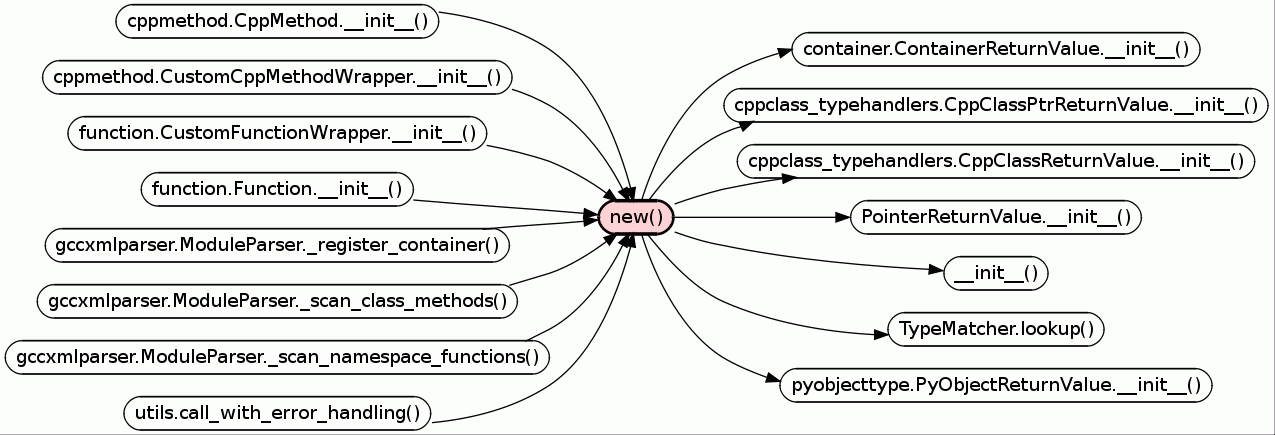 cppmethod.CppMethod.__init__()
cppmethod.CustomCppMethodWrapper.__init__()
function.CustomFunctionWrapper.__init__()
function.Function.__init__()
gccxmlparser.ModuleParser._register_container()
gccxmlparser.ModuleParser._scan_class_methods()
gccxmlparser.ModuleParser._scan_namespace_functions()
utils.call_with_error_handling()
new()
container.ContainerReturnValue.__init__()
cppclass_typehandlers.CppClassPtrReturnValue.__init__()
cppclass_typehandlers.CppClassReturnValue.__init__()
PointerReturnValue.__init__()
__init__()
TypeMatcher.lookup()
pyobjecttype.PyObjectReturnValue.__init__()